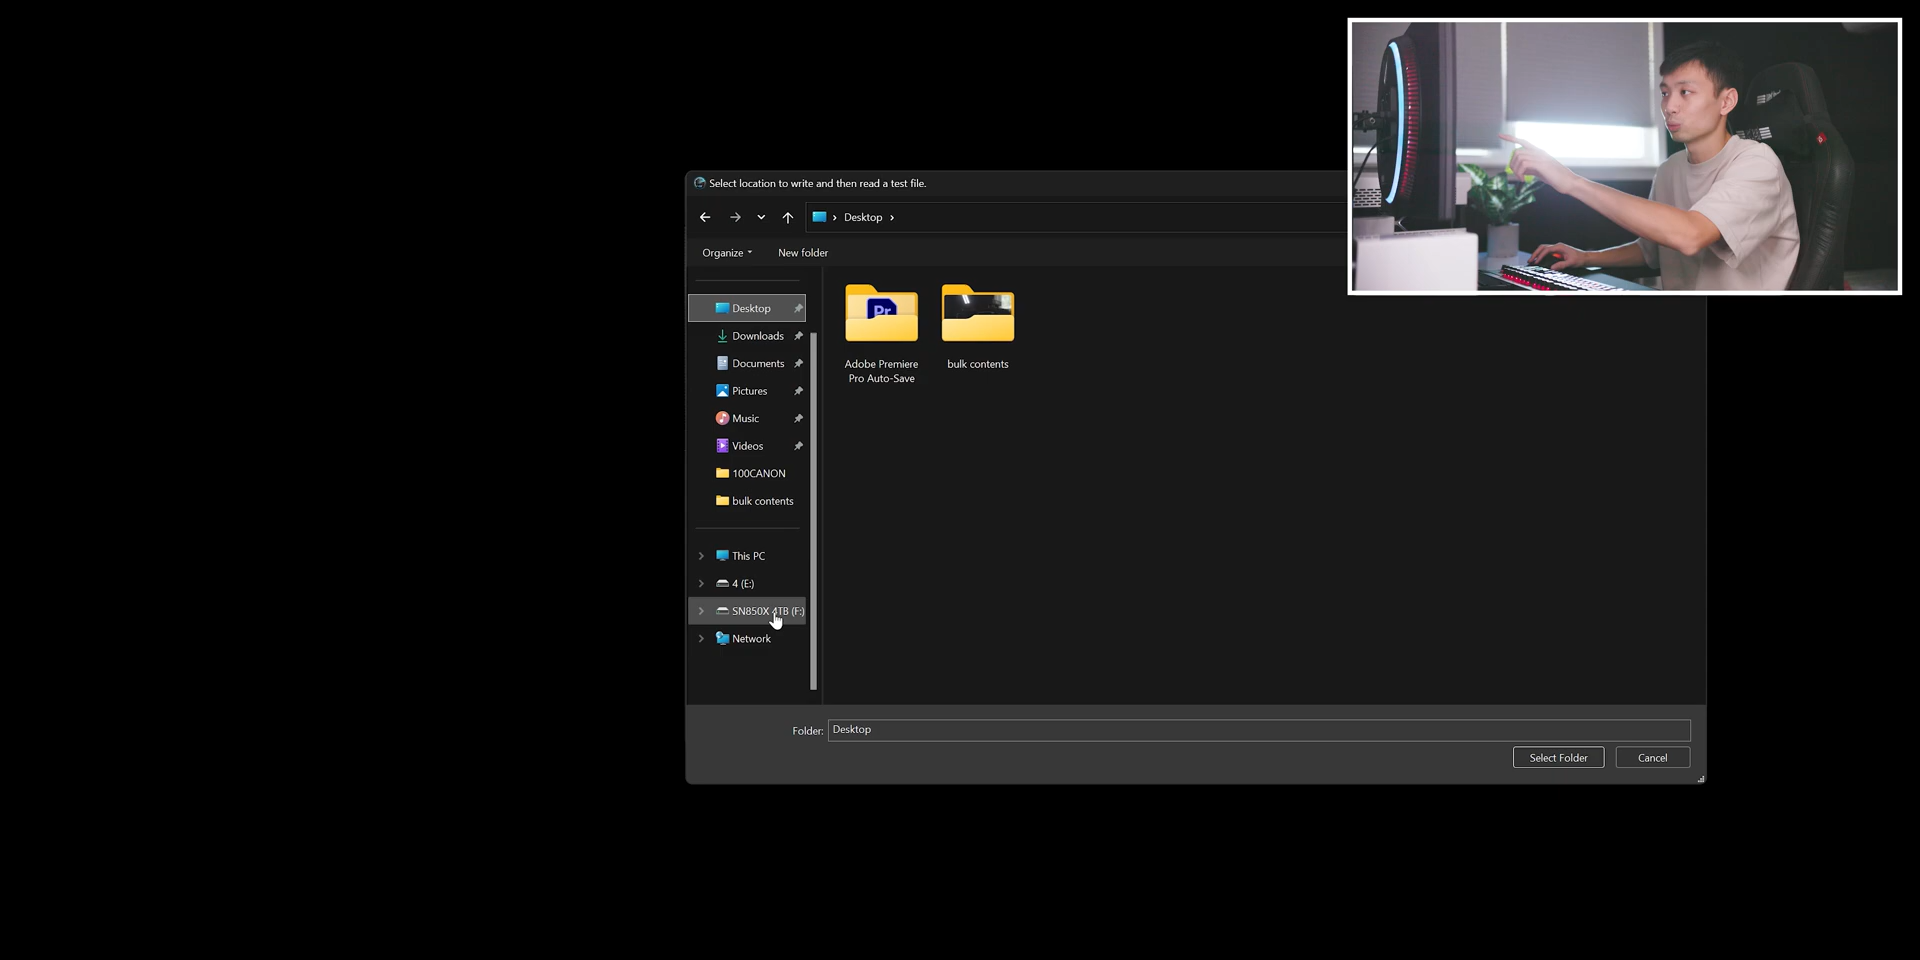 Select location to write and then read a test file.
Desktop
Organize
New folder
Desktop
Downloads
Documents
Pictures
Music
Videos
100CANON
bulk contents
This PC
4 (E:)
SN850X 4TB (F:)
Network
Pr
Adobe Premiere
Pro Auto-Save
bulk contents
Folder:
Desktop
Select Folder
Cancel